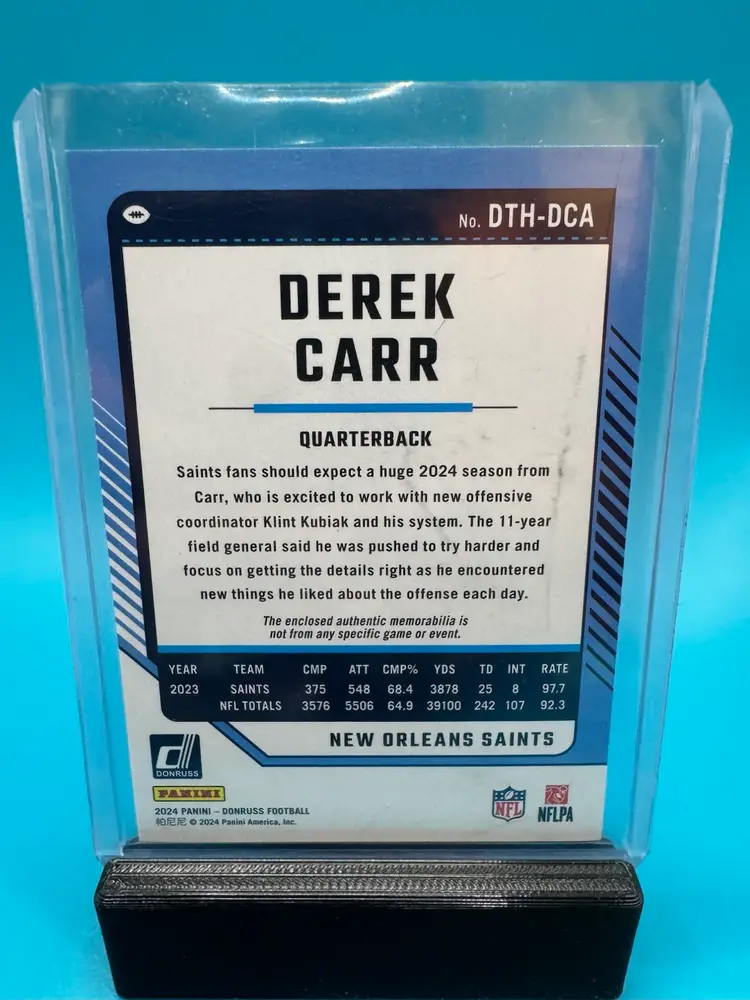 No. DTH-DCA
DEREK
CARR
QUARTERBACK
Saints fans should expect a huge 2024 season from
Carr, who is excited to work with new offensive
coordinator Klint Kubiak and his system. The 11-year
field general said he was pushed to try harder and
focus on getting the details right as he encountered
new things he liked about the offense each day.
The enclosed authentic memorabilia is
not from any specific game or event.
YEAR TEAM CMP ATT CMP% YDS TD INT RATE
2023 SAINTS 375 548 68.4 3878 25 8 97.7
NFL TOTALS 3576 5506 64.9 39100 242 107 92.3
NEW ORLEANS SAINTS
d
DONRUSS
PANINI
2024 PANINI – DONRUSS FOOTBALL
帕尼尼 © 2024 Panini America, Inc.
NFL
NFLPA